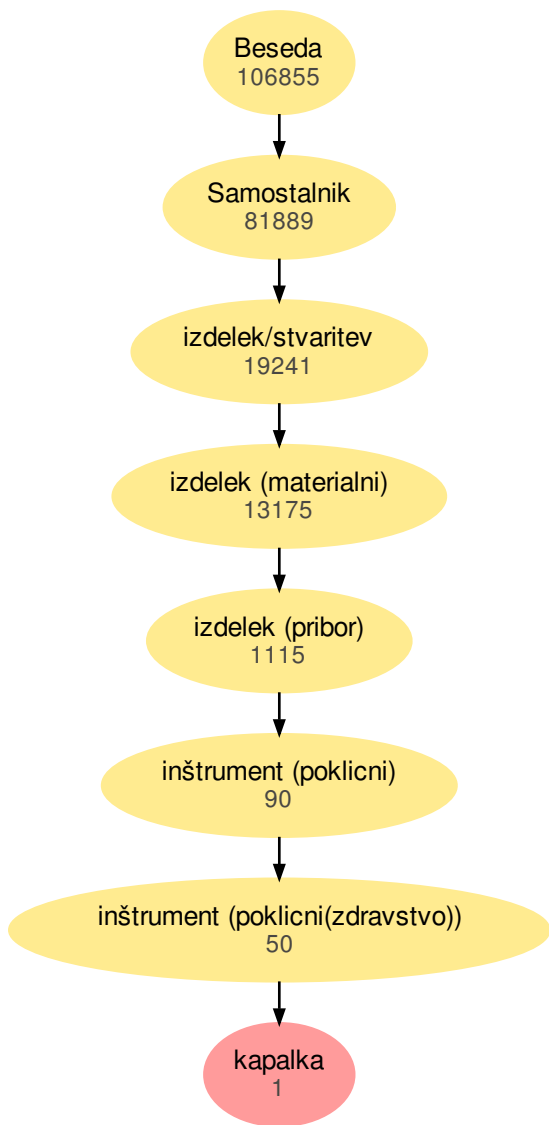 Beseda
106855
Samostalnik
81889
izdelek/stvaritev
19241
izdelek (materialni)
13175
izdelek (pribor)
1115
inštrument (poklicni)
90
inštrument (poklicni(zdravstvo))
50
kapalka
1